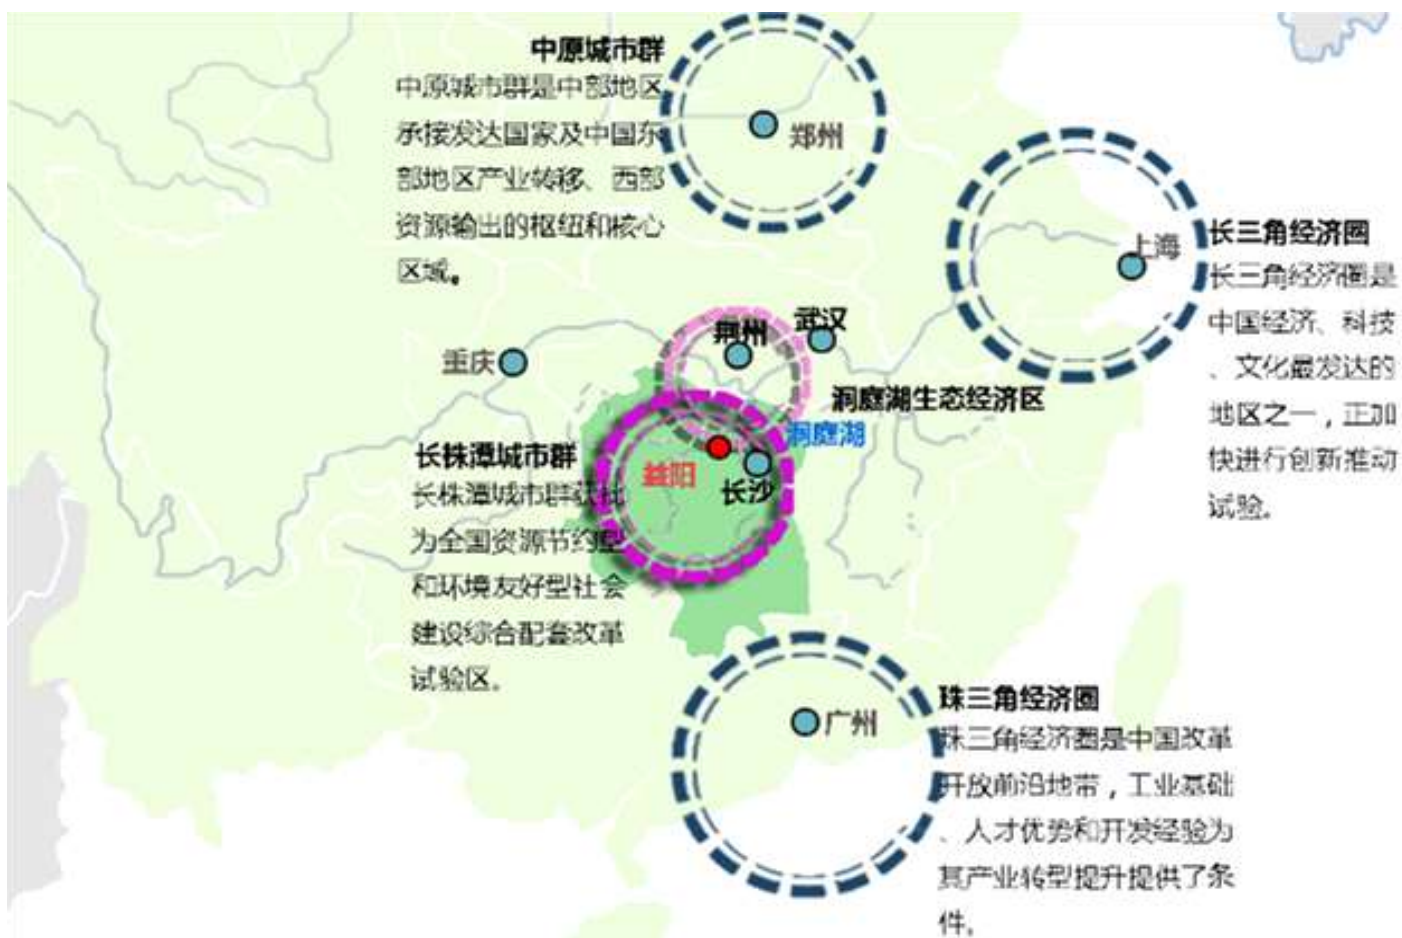 中原城市群
中原城市群是中部地区
承接发达国家及中国东
部地区产业转移、西部
资源输出的枢纽和核心
区域。
郑州
上海
长三角经济圈
长三角经济圈是
中国经济、科技
、文化最发达的
地区之一，正加
快进行创新推动
试验。
武汉
荆州
重庆
洞庭湖生态经济区
洞庭湖
益阳
长沙
长株潭城市群
长株潭城市群获批
为全国资源节约型
和环境友好型社会
建设综合配套改革
试验区。
广州
珠三角经济圈
珠三角经济圈是中国改革
开放前沿地带，工业基础
、人才优势和开发经验为
其产业转型提升提供了条
件。